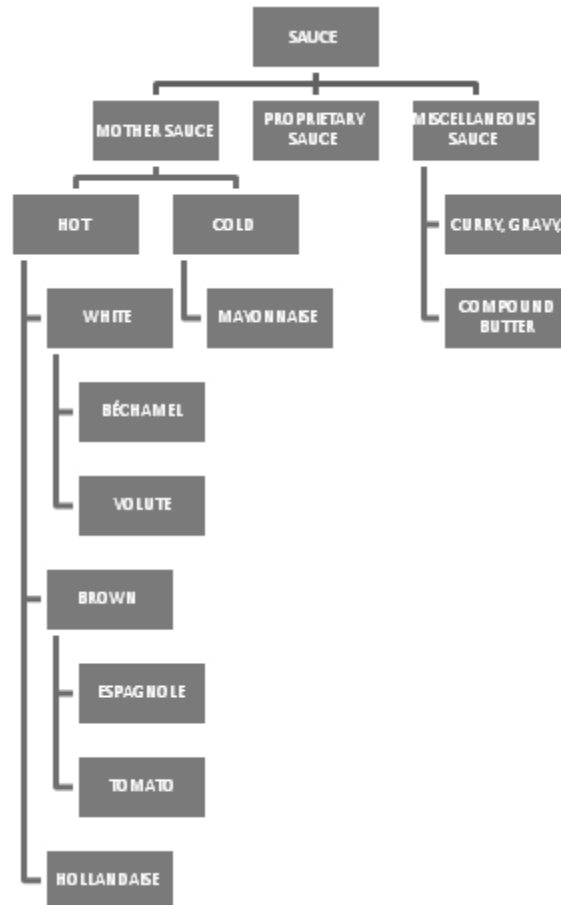 SAUCE
MOTHER SAUCE
PROPRIETARY
SAUCE
MISCELLANEOUS
SAUCE
HOT
COLD
CURRY, GRAVY,
WHITE
MAYONNAISE
COMPOUND
BUTTER
BÉCHAMEL
VOLUTE
BROWN
ESPAGNOLE
TOMATO
HOLLANDAISE